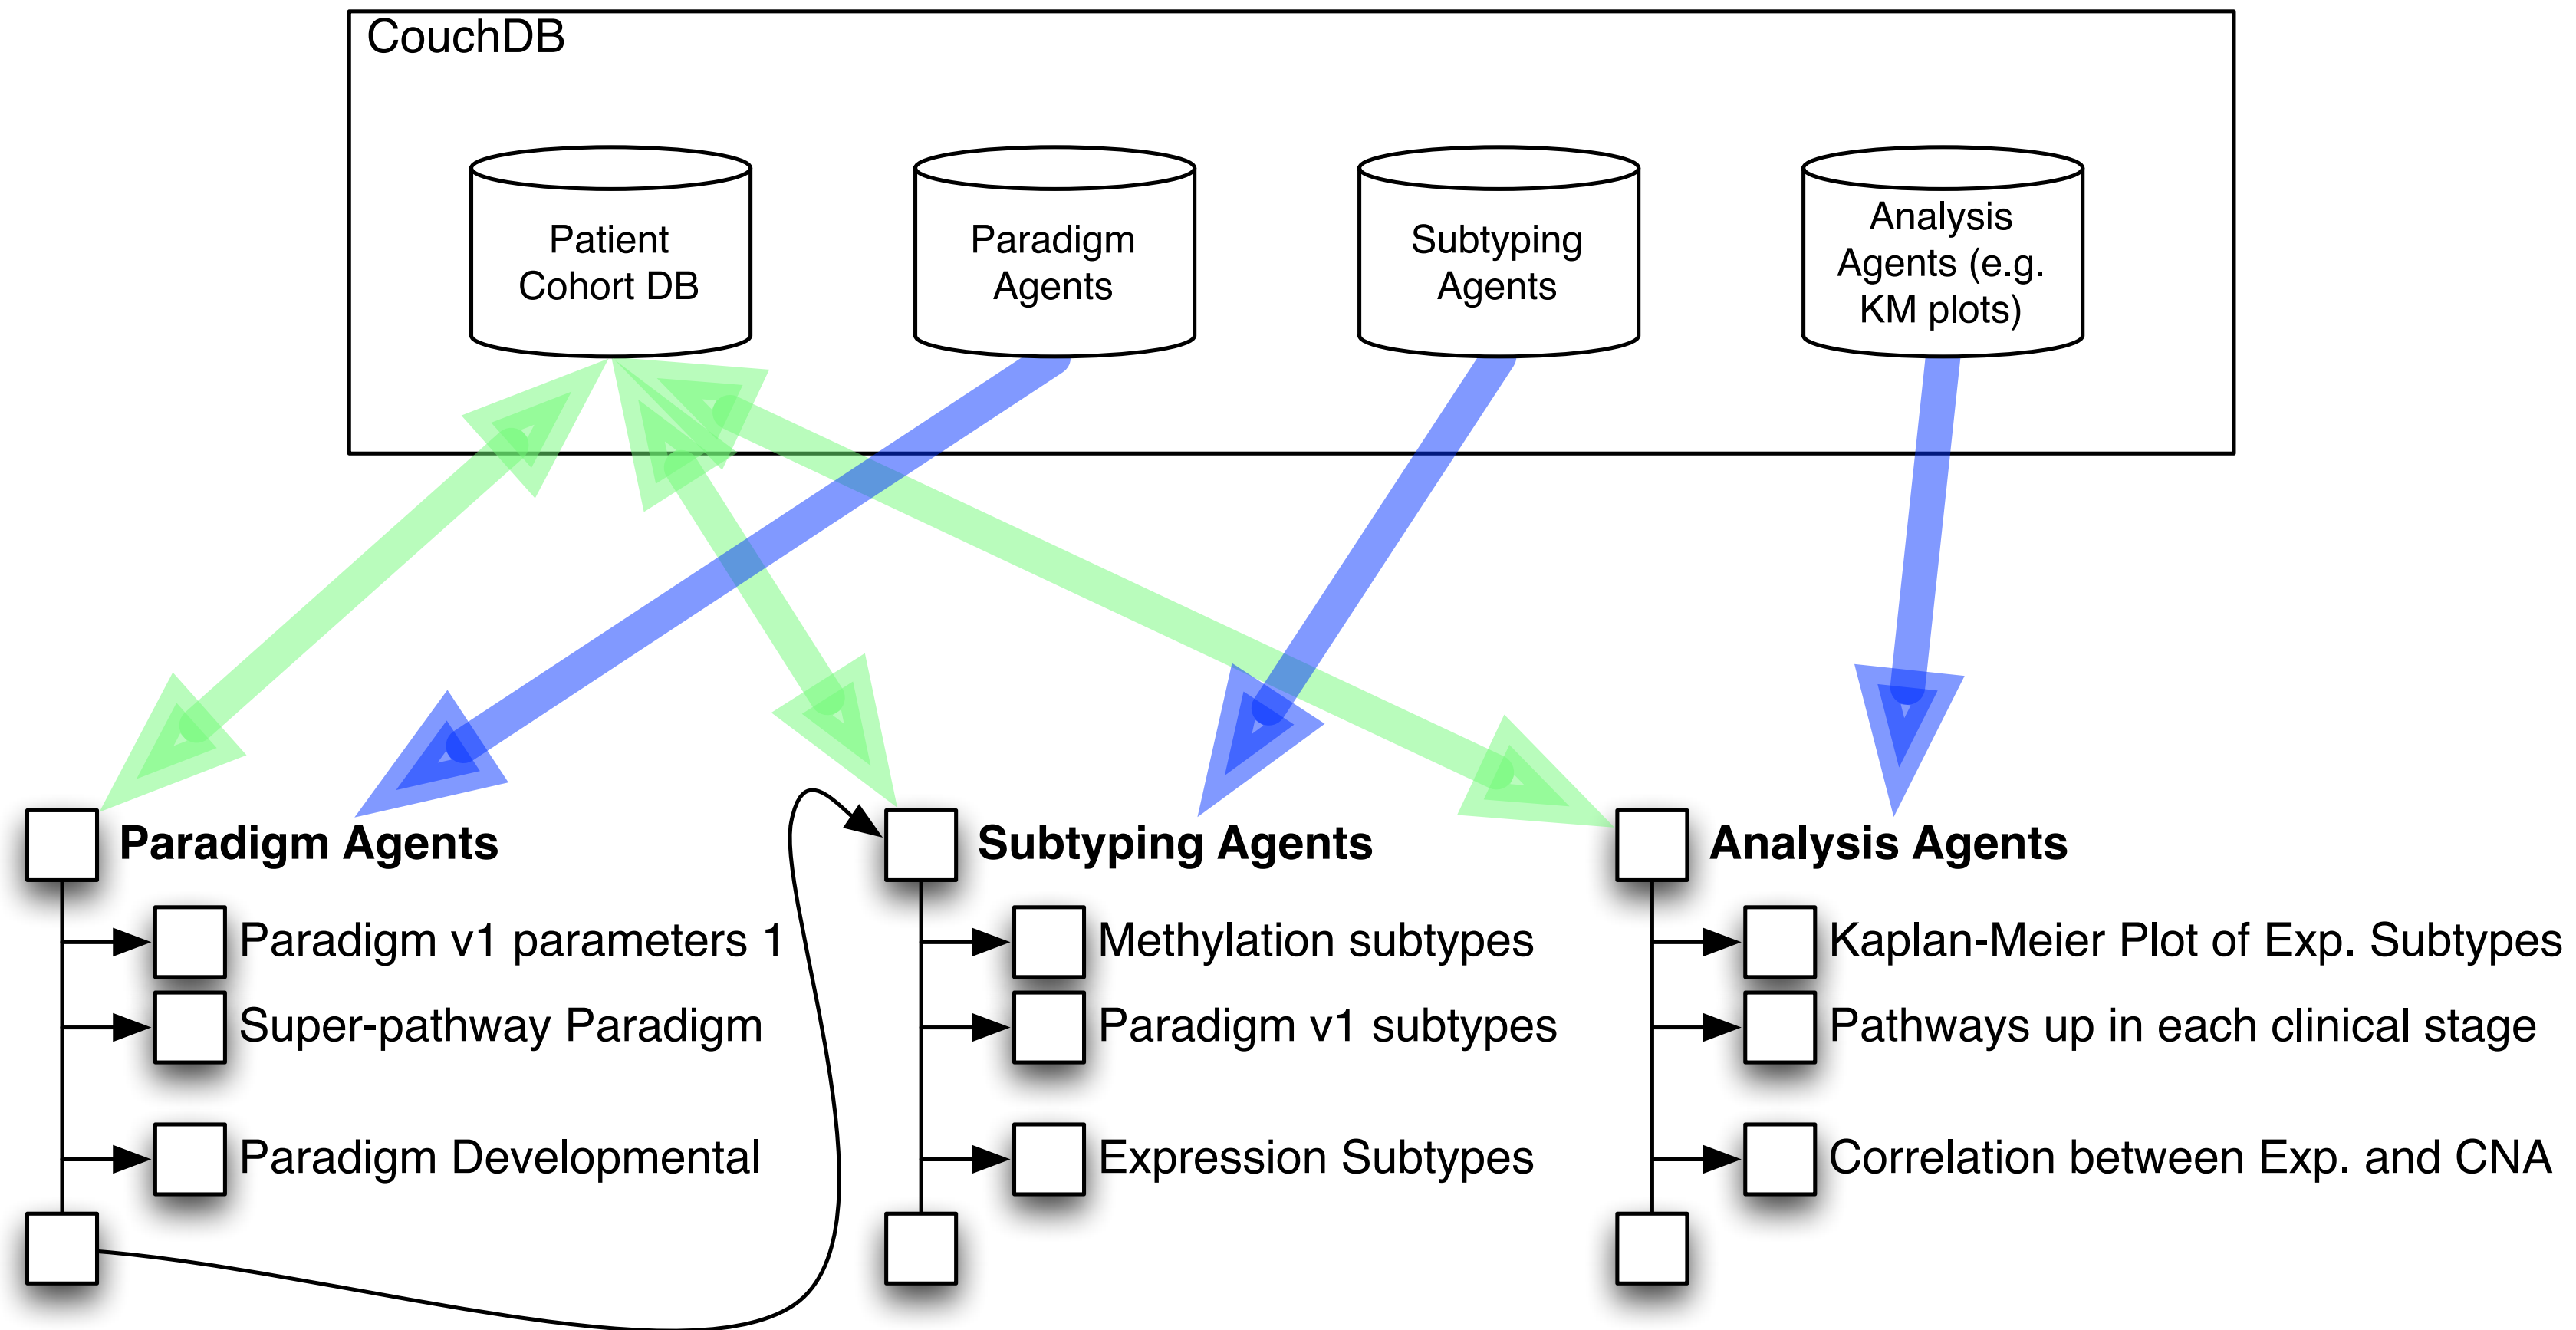 CouchDB
Patient
Cohort DB
Paradigm
Agents
Subtyping
Agents
Analysis
Agents (e.g.
KM plots)
Paradigm Agents
Paradigm v1 parameters 1
Super-pathway Paradigm
Paradigm Developmental
Subtyping Agents
Methylation subtypes
Paradigm v1 subtypes
Expression Subtypes
Analysis Agents
Kaplan-Meier Plot of Exp. Subtypes
Pathways up in each clinical stage
Correlation between Exp. and CNA